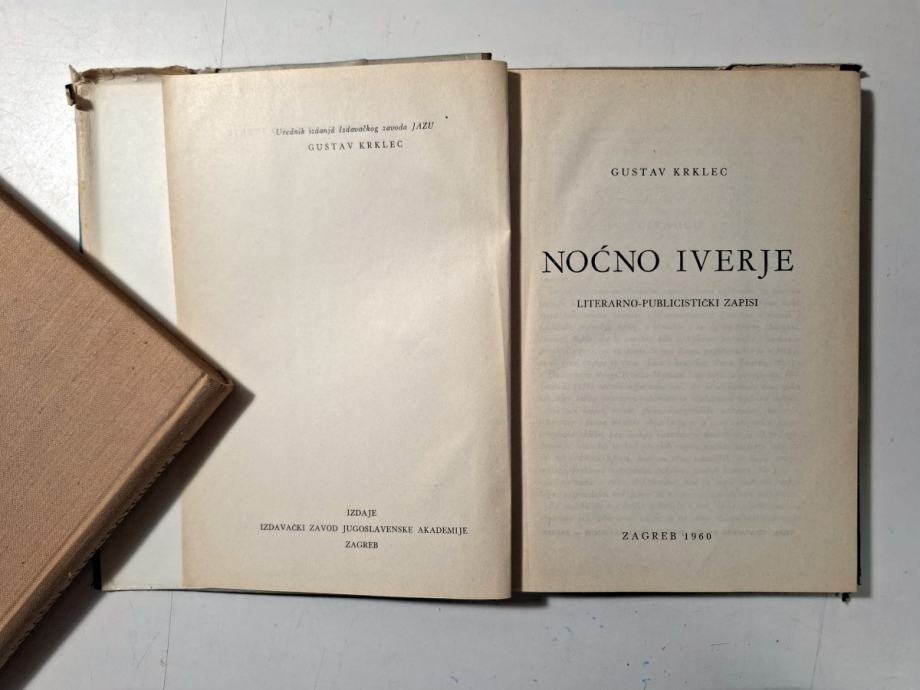 Urednik izdanjâ Izdavačkog zavoda JAZU
GUSTAV KRKLEC
IZDAJE
IZDAVAČKI ZAVOD JUGOSLAVENSKE AKADEMIJE
ZAGREB
GUSTAV KRKLEC
NOĆNO IVERJE
LITERARNO-PUBLICISTIČKI ZAPISI
ZAGREB 1960